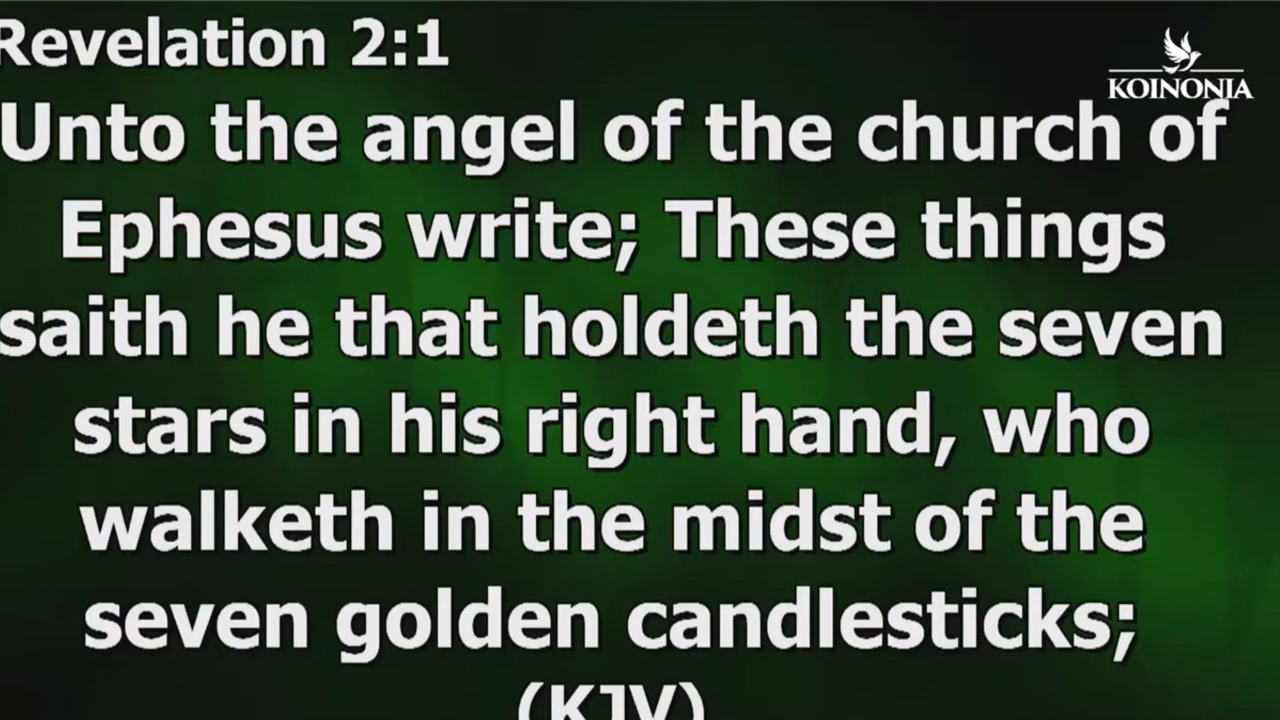 Revelation 2:1
KOINONIA
Unto the angel of the church of
Ephesus write; These things
saith he that holdeth the seven
stars in his right hand, who
walketh in the midst of the
seven golden candlesticks;
(KJV)